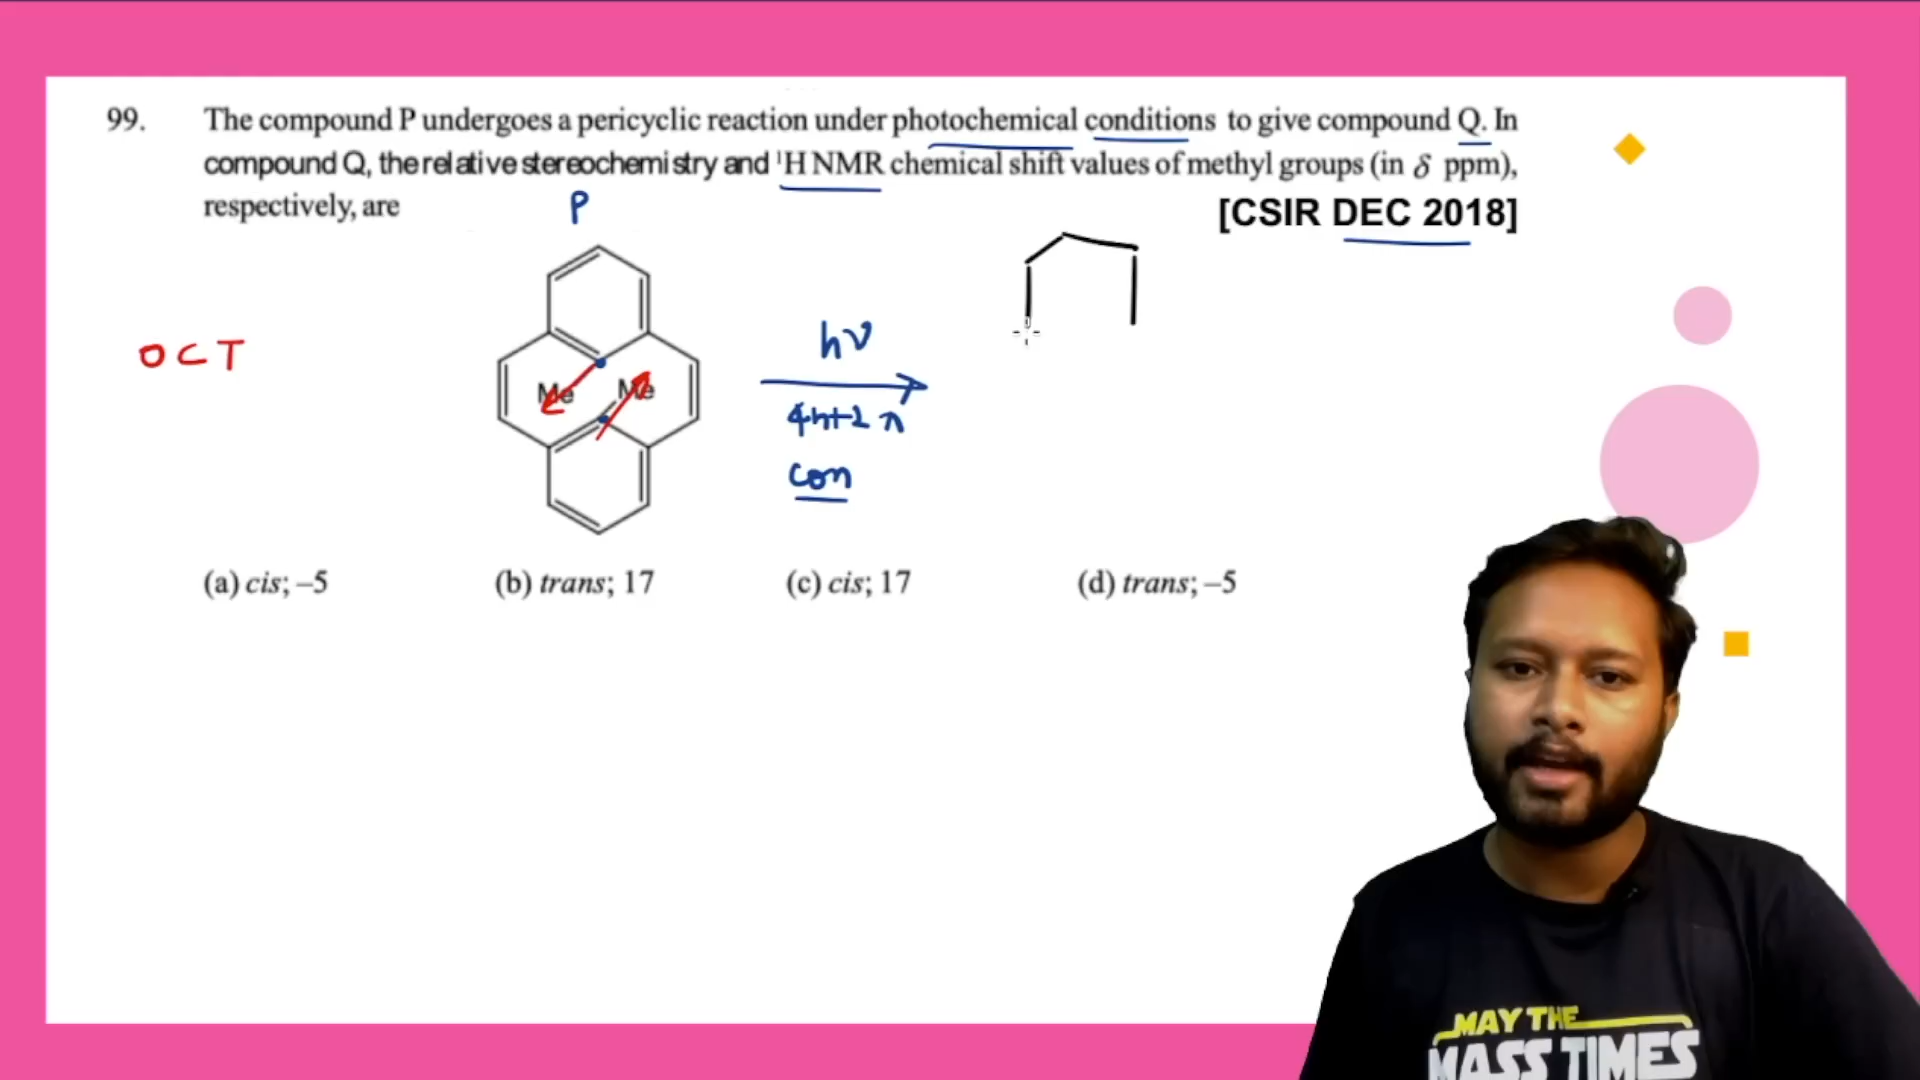 99. The compound P undergoes a pericyclic reaction under photochemical conditions to give compound Q. In
compound Q, the relative stereochemistry and ¹H NMR chemical shift values of methyl groups (in δ ppm),
respectively, are
[CSIR DEC 2018]
P
OCT
Me Me
hν
4n+2 π
con
(a) cis; –5 (b) trans; 17 (c) cis; 17 (d) trans; –5
MAY THE
MASS TIMES